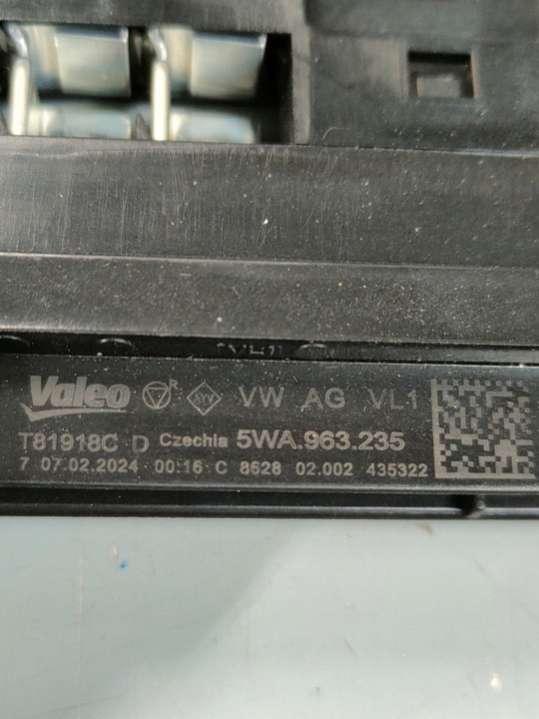 Valeo R SYV VW AG VL1
T81918C D Czechia 5WA.963.235
7 07.02.2024 00:16 C 8628 02.002 435322